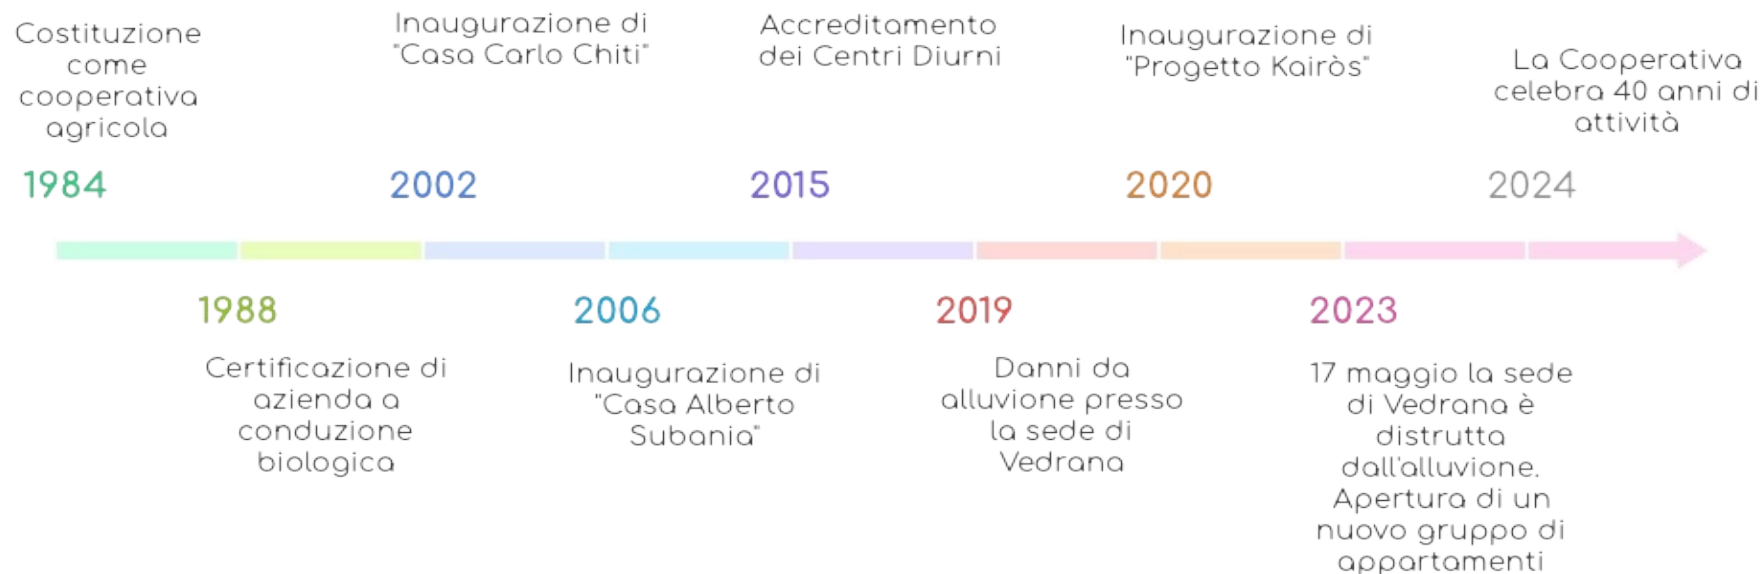 Costituzione
come
cooperativa
agricola
1984
1988
Certificazione di
azienda a
conduzione
biologica
Inaugurazione di
"Casa Carlo Chiti"
2002
2006
Inaugurazione di
"Casa Alberto
Subania"
Accreditamento
dei Centri Diurni
2015
2019
Danni da
alluvione presso
la sede di
Vedrana
Inaugurazione di
"Progetto Kairòs"
2020
2023
17 maggio la sede
di Vedrana è
distrutta
dall'alluvione.
Apertura di un
nuovo gruppo di
appartamenti
La Cooperativa
celebra 40 anni di
attività
2024